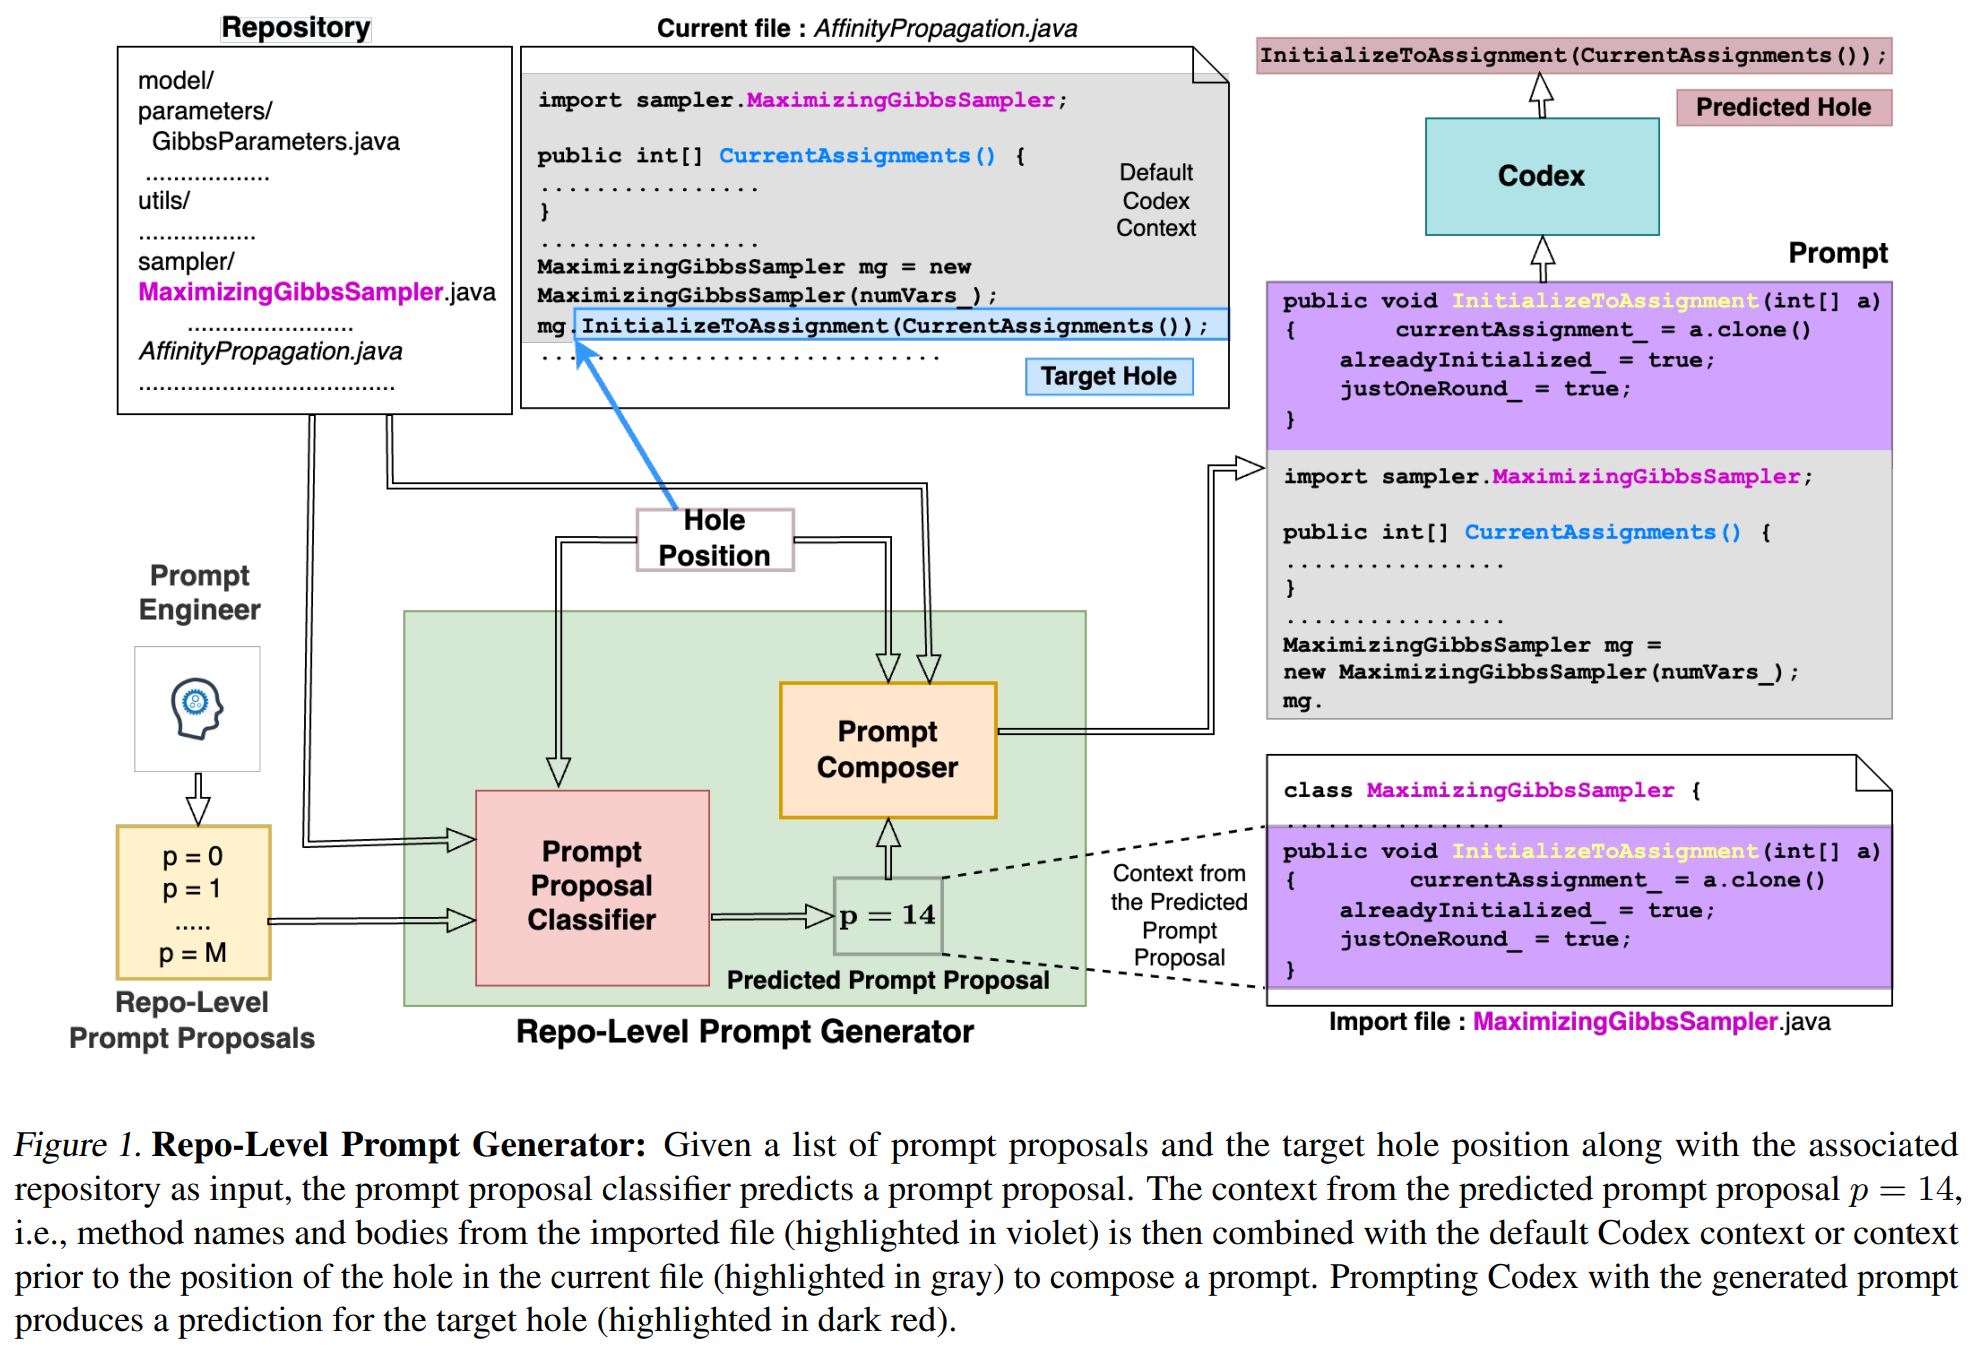 Repository
model/
parameters/
GibbsParameters.java
..................
utils/
.................
sampler/
MaximizingGibbsSampler.java
........................
AffinityPropagation.java
.....................................
Current file : AffinityPropagation.java
import sampler.MaximizingGibbsSampler;
public int[] CurrentAssignments() {
................
}
................
MaximizingGibbsSampler mg = new
MaximizingGibbsSampler(numVars_);
mg.InitializeToAssignment(CurrentAssignments());
.............................
Default
Codex
Context
Target Hole
InitializeToAssignment(CurrentAssignments());
Predicted Hole
Codex
Prompt
public void InitializeToAssignment(int[] a)
{ currentAssignment_ = a.clone()
alreadyInitialized_ = true;
justOneRound_ = true;
}
import sampler.MaximizingGibbsSampler;
public int[] CurrentAssignments() {
................
}
................
MaximizingGibbsSampler mg =
new MaximizingGibbsSampler(numVars_);
mg.
Hole
Position
Prompt
Engineer
p = 0
p = 1
.....
p = M
Repo-Level
Prompt Proposals
Prompt
Proposal
Classifier
Prompt
Composer
p = 14
Predicted Prompt Proposal
Repo-Level Prompt Generator
Context from
the Predicted
Prompt
Proposal
class MaximizingGibbsSampler {
................
public void InitializeToAssignment(int[] a)
{ currentAssignment_ = a.clone()
alreadyInitialized_ = true;
justOneRound_ = true;
}
Import file : MaximizingGibbsSampler.java
Figure 1. Repo-Level Prompt Generator: Given a list of prompt proposals and the target hole position along with the associated
repository as input, the prompt proposal classifier predicts a prompt proposal. The context from the predicted prompt proposal p = 14,
i.e., method names and bodies from the imported file (highlighted in violet) is then combined with the default Codex context or context
prior to the position of the hole in the current file (highlighted in gray) to compose a prompt. Prompting Codex with the generated prompt
produces a prediction for the target hole (highlighted in dark red).